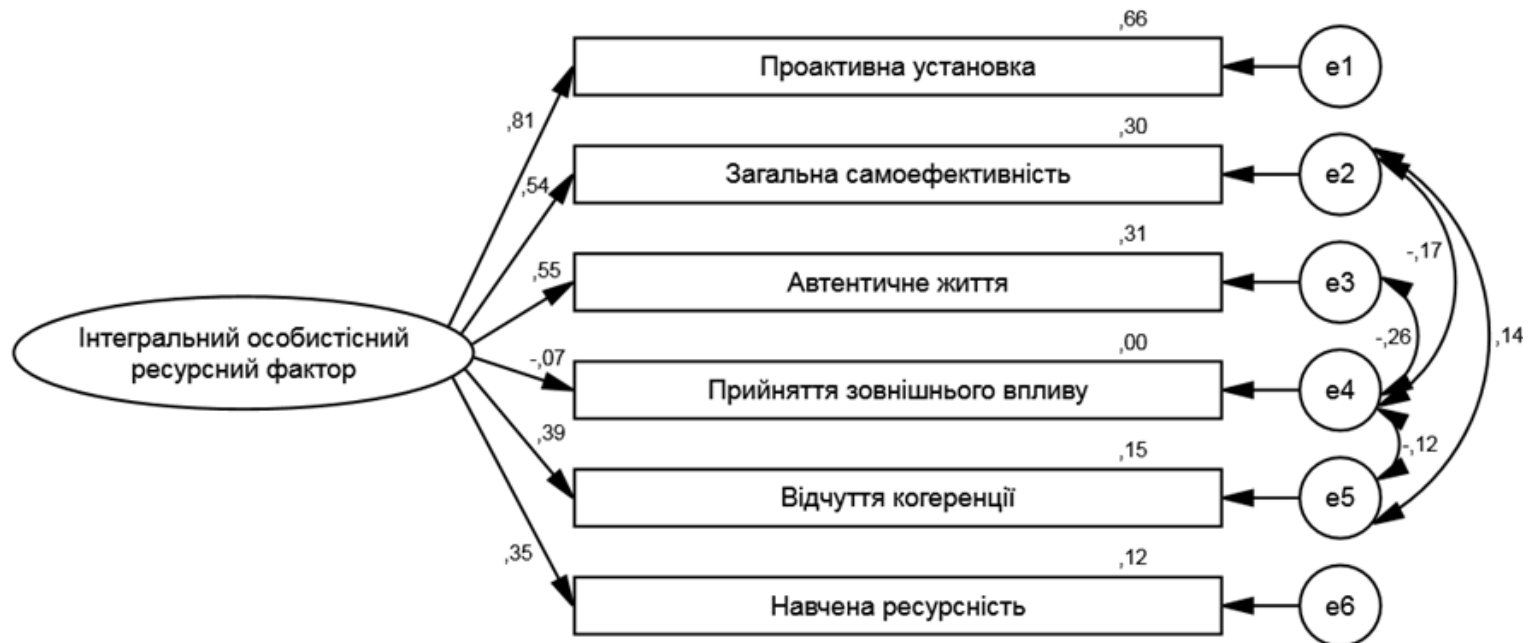 ,66
Проактивна установка
e1
,81
,30
Загальна самоефективність
e2
,54
-,17
,31
Автентичне життя
e3
,55
Інтегральний особистісний
ресурсний фактор
-,26
,14
,00
Прийняття зовнішнього впливу
e4
-,07
-,12
,15
Відчуття когеренції
e5
,39
,12
Навчена ресурсність
e6
,35